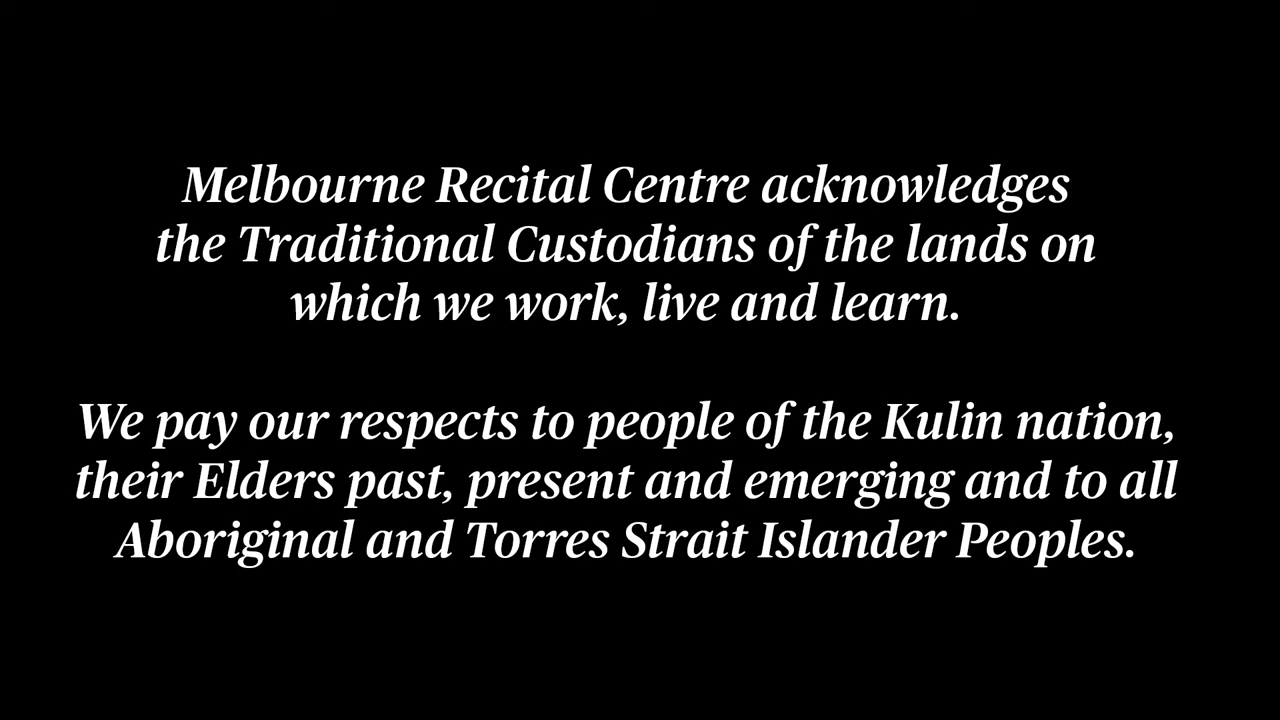 Melbourne Recital Centre acknowledges
the Traditional Custodians of the lands on
which we work, live and learn.
We pay our respects to people of the Kulin nation,
their Elders past, present and emerging and to all
Aboriginal and Torres Strait Islander Peoples.